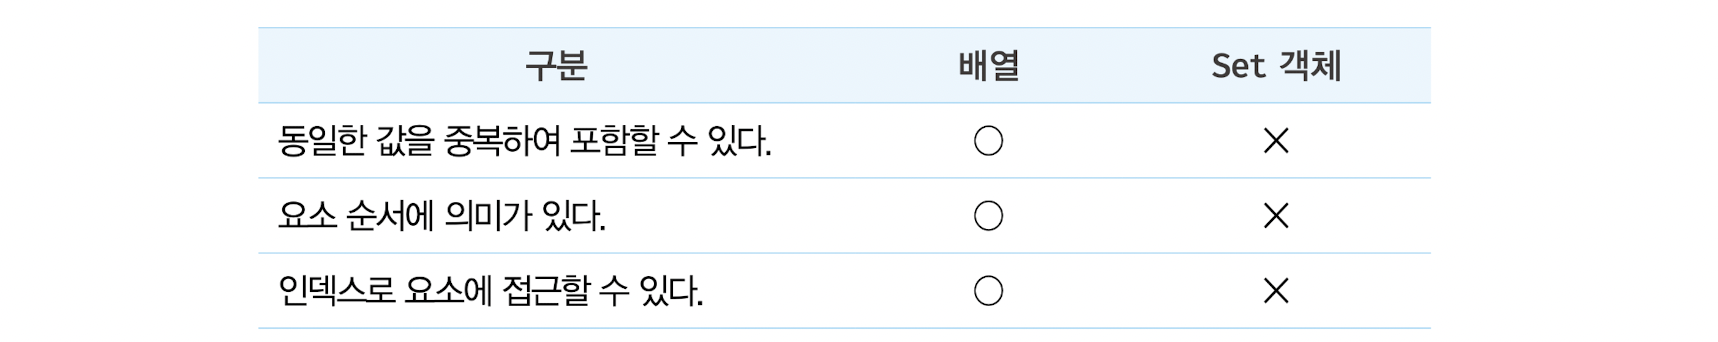 구분 배열 Set 객체
동일한 값을 중복하여 포함할 수 있다. ○ ×
요소 순서에 의미가 있다. ○ ×
인덱스로 요소에 접근할 수 있다. ○ ×